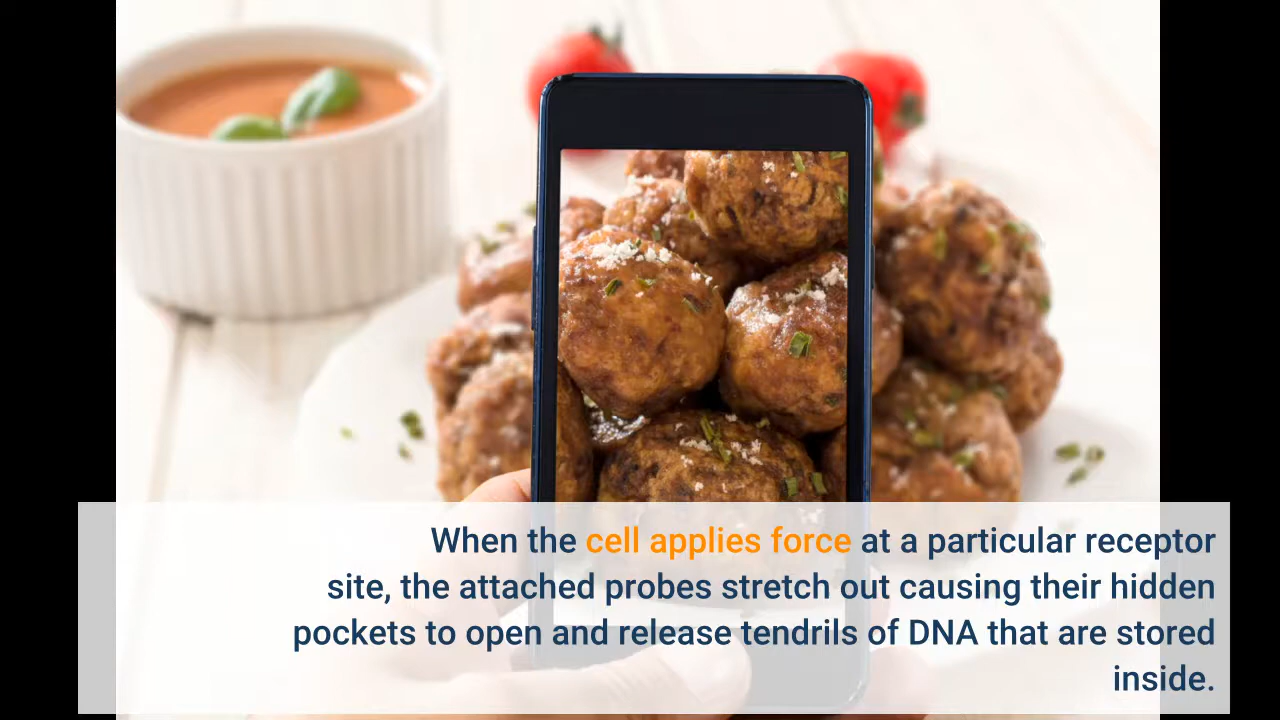 When the cell applies force at a particular receptor
site, the attached probes stretch out causing their hidden
pockets to open and release tendrils of DNA that are stored
inside.